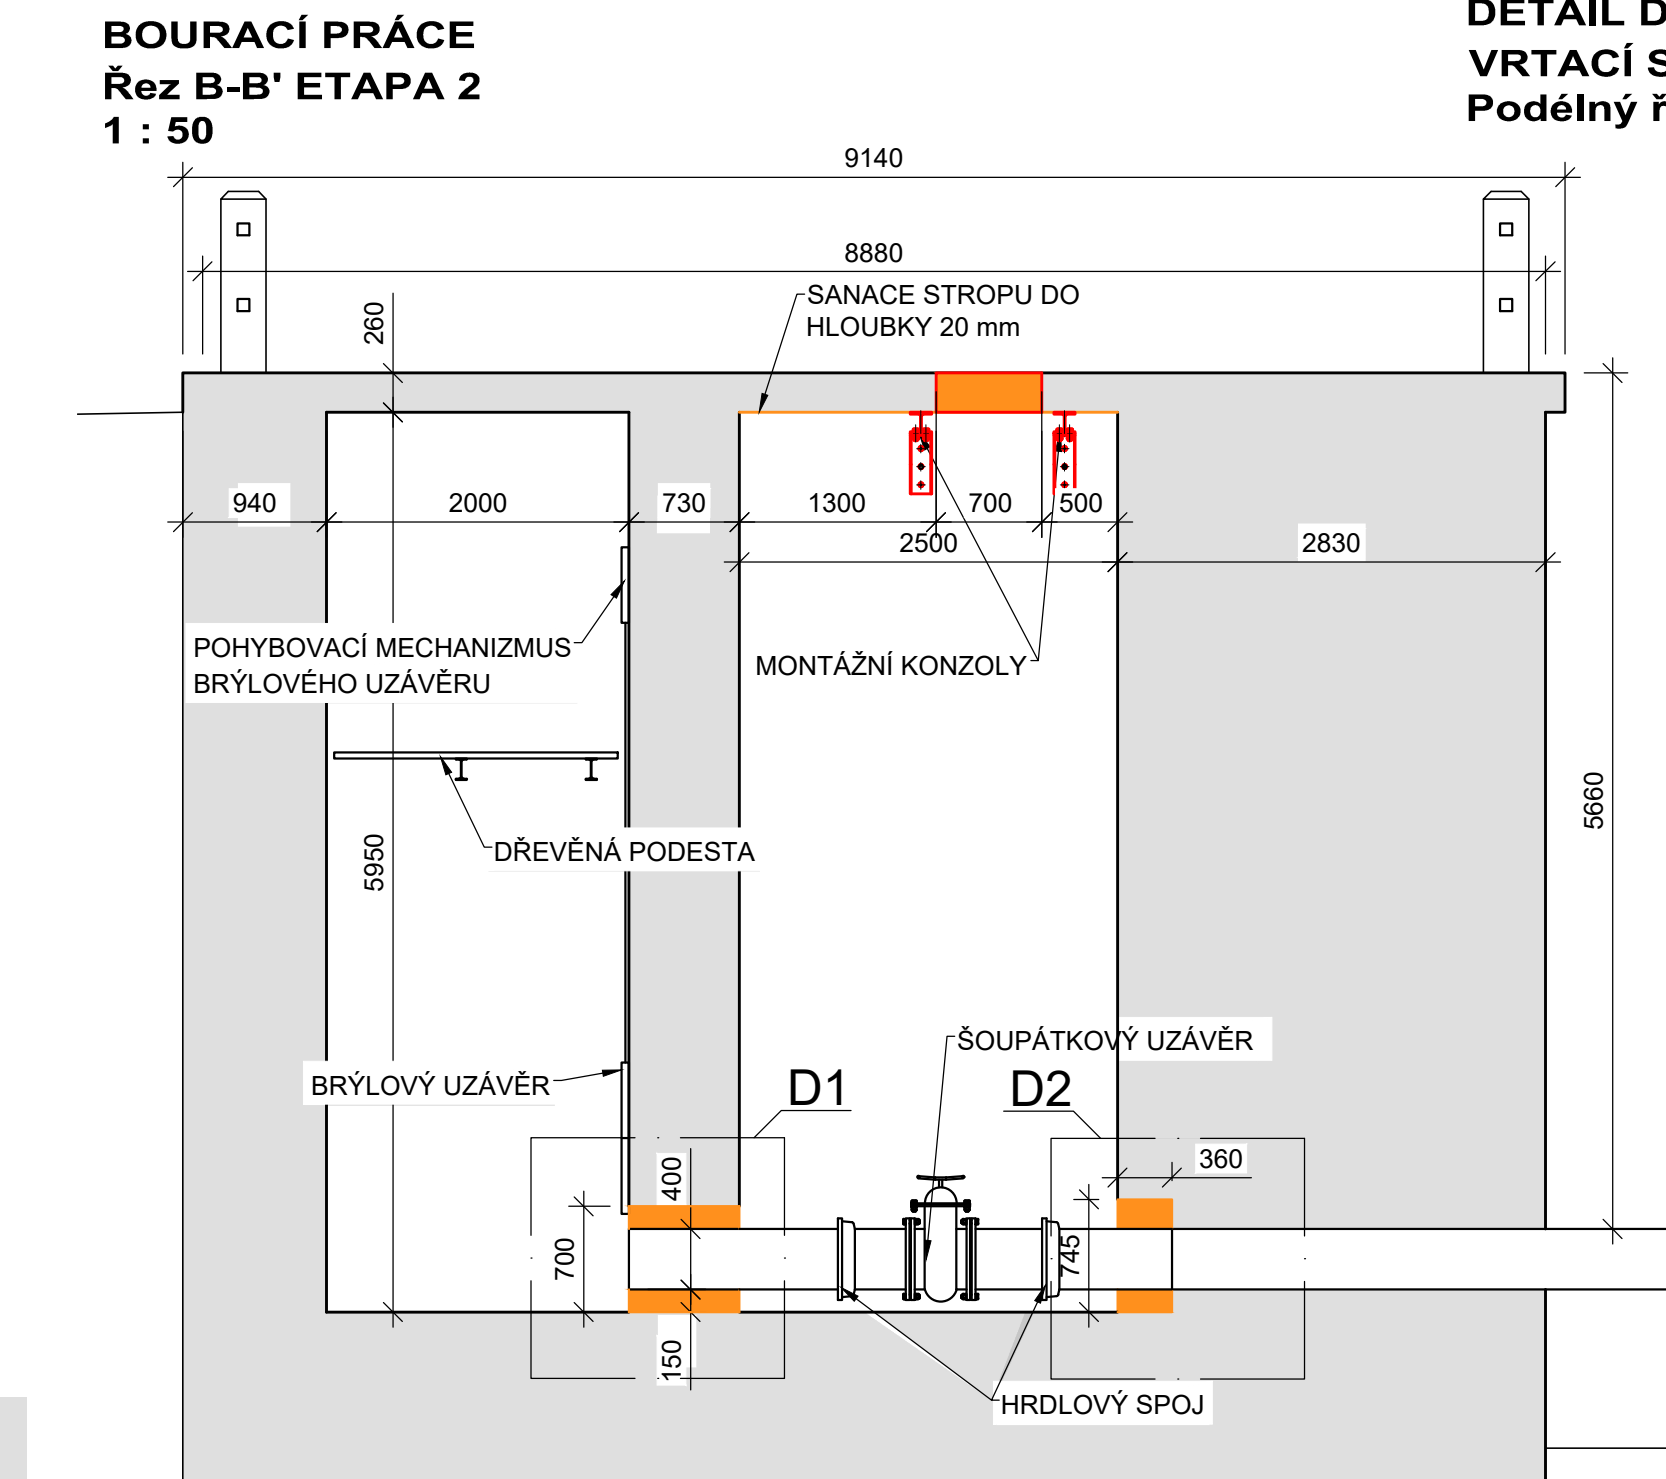 BOURACÍ PRÁCE
Řez B-B' ETAPA 2
1 : 50
DETAIL D
VRTACÍ S
Podélný ř
9140
8880
SANACE STROPU DO
HLOUBKY 20 mm
260
940
2000
730
1300
700
500
2500
2830
POHYBOVACÍ MECHANIZMUS
BRÝLOVÉHO UZÁVĚRU
MONTÁŽNÍ KONZOLY
5660
DŘEVĚNÁ PODESTA
5950
ŠOUPÁTKOVÝ UZÁVĚR
BRÝLOVÝ UZÁVĚR
D1
D2
400
360
700
745
150
HRDLOVÝ SPOJ